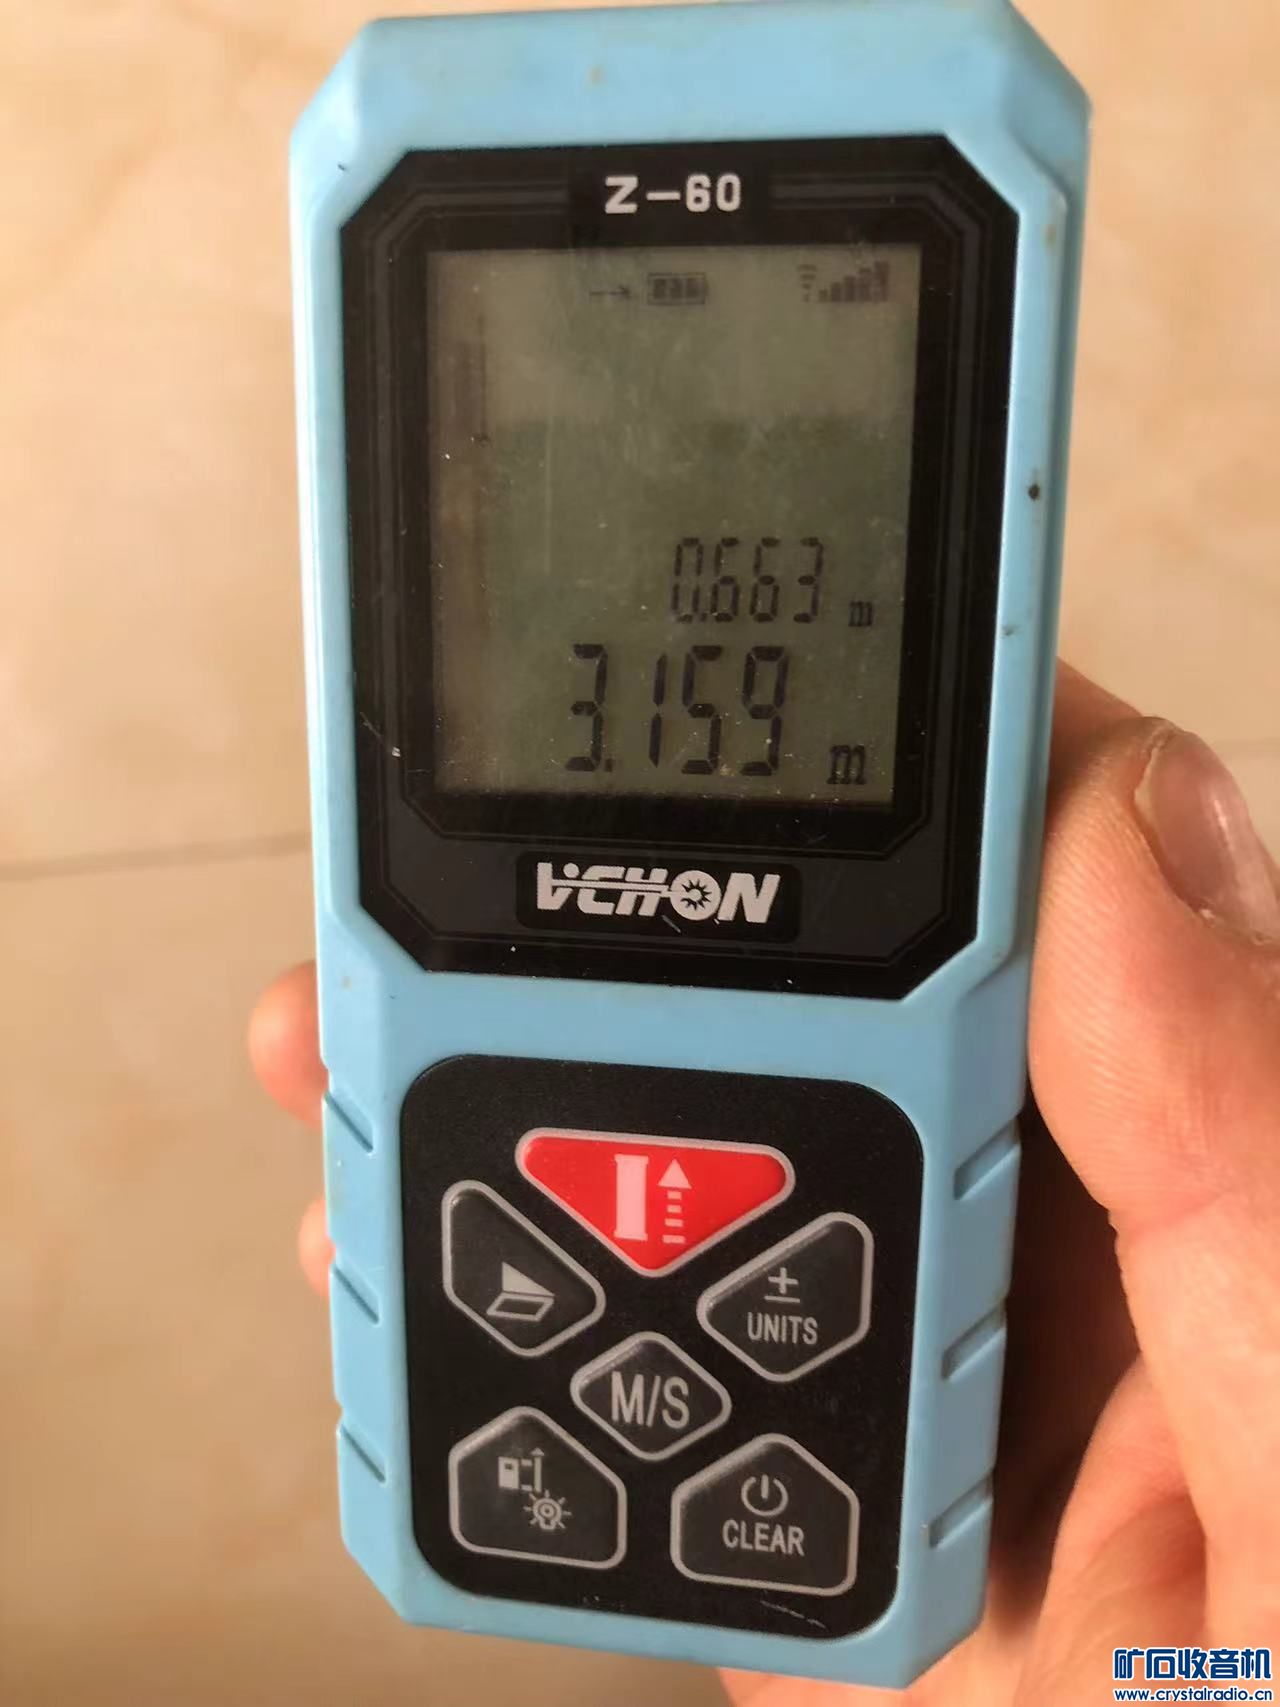 Z-60
0.663 m
3.159 m
VCHON
UNITS
M/S
CLEAR
矿石收音机
www.crystalradio.cn